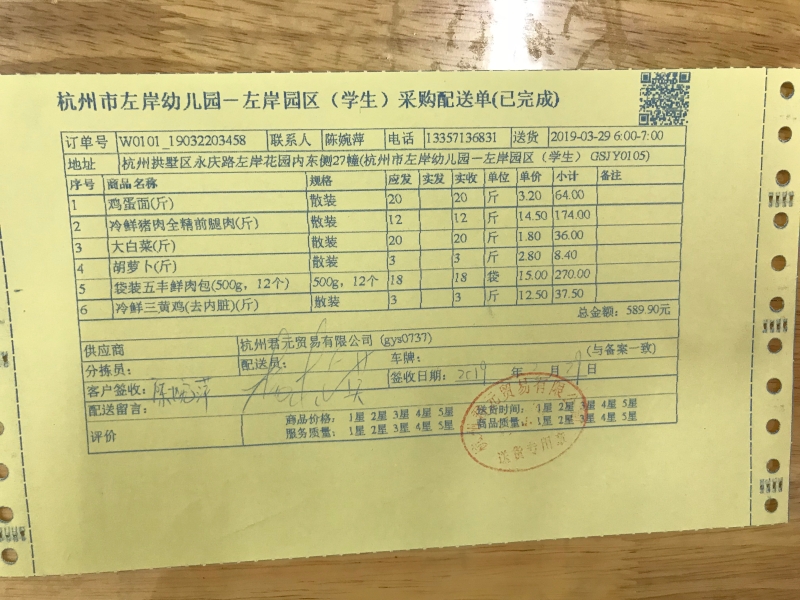 杭州市左岸幼儿园－左岸园区（学生）采购配送单(已完成)
订单号 W0101_19032203458 联系人 陈婉萍 电话 13357136831 送货 2019-03-29 6:00-7:00
地址 杭州拱墅区永庆路左岸花园内东侧27幢(杭州市左岸幼儿园－左岸园区（学生）GSJY0105)
序号 商品名称 规格 应发 实发 实收 单位 单价 小计 备注
1 鸡蛋面(斤) 散装 20 20 斤 3.20 64.00
2 冷鲜猪肉全精前腿肉(斤) 散装 12 12 斤 14.50 174.00
3 大白菜(斤) 散装 20 20 斤 1.80 36.00
4 胡萝卜(斤) 散装 3 3 斤 2.80 8.40
5 袋装五丰鲜肉包(500g，12个) 500g，12个 18 18 袋 15.00 270.00
6 冷鲜三黄鸡(去内脏)(斤) 散装 3 3 斤 12.50 37.50
总金额：589.90元
供应商 杭州君元贸易有限公司 (gys0737)
分拣员： 配送员： 车牌： (与备案一致)
客户签收：陈婉萍 签收日期：2019 年 月 29 日
配送留言：
评价 商品价格： 1星 2星 3星 4星 5星 送货时间： 1星 2星 3星 4星 5星
服务质量： 1星 2星 3星 4星 5星 商品质量： 1星 2星 3星 4星 5星
送货专用章